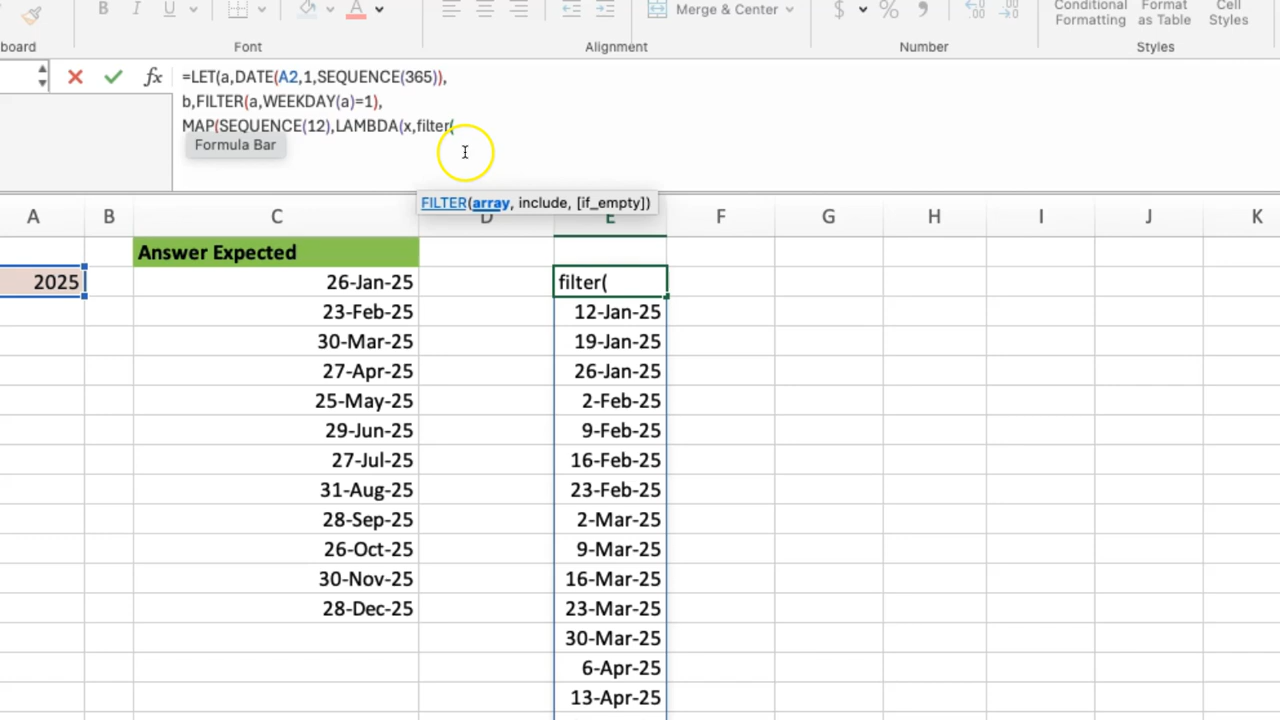 Merge & Center
$ % 9
Conditional Formatting
Format as Table
Cell Styles
board
Font
Alignment
Number
Styles
B I U A
fx
=LET(a,DATE(A2,1,SEQUENCE(365)),
b,FILTER(a,WEEKDAY(a)=1),
MAP(SEQUENCE(12),LAMBDA(x,filter(
Formula Bar
FILTER(array, include, [if_empty])
A B C D E F G H I J K
Answer Expected
2025 26-Jan-25 filter(
23-Feb-25 12-Jan-25
30-Mar-25 19-Jan-25
27-Apr-25 26-Jan-25
25-May-25 2-Feb-25
29-Jun-25 9-Feb-25
27-Jul-25 16-Feb-25
31-Aug-25 23-Feb-25
28-Sep-25 2-Mar-25
26-Oct-25 9-Mar-25
30-Nov-25 16-Mar-25
28-Dec-25 23-Mar-25
30-Mar-25
6-Apr-25
13-Apr-25